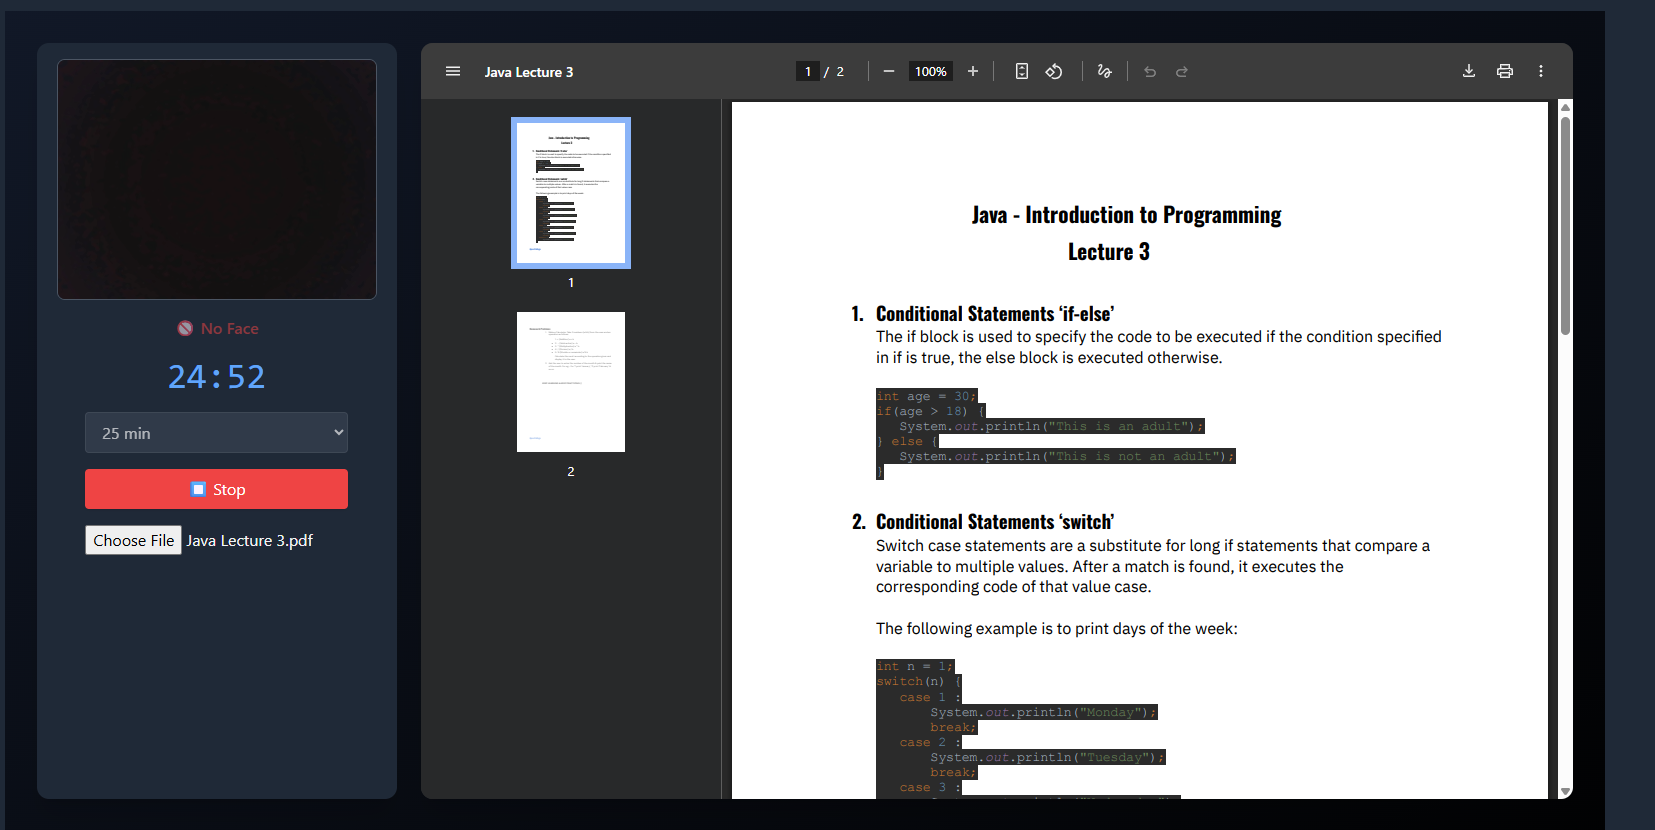 No Face
24:52
25 min
Stop
Choose File Java Lecture 3.pdf
Java Lecture 3
1 / 2
100%
1
2
Java - Introduction to Programming
Lecture 3
1. Conditional Statements ‘if-else’
The if block is used to specify the code to be executed if the condition specified
in if is true, the else block is executed otherwise.
int age = 30;
if(age > 18) {
System.out.println("This is an adult");
} else {
System.out.println("This is not an adult");
}
2. Conditional Statements ‘switch’
Switch case statements are a substitute for long if statements that compare a
variable to multiple values. After a match is found, it executes the
corresponding code of that value case.
The following example is to print days of the week:
int n = 1;
switch(n) {
case 1 :
System.out.println("Monday");
break;
case 2 :
System.out.println("Tuesday");
break;
case 3 :